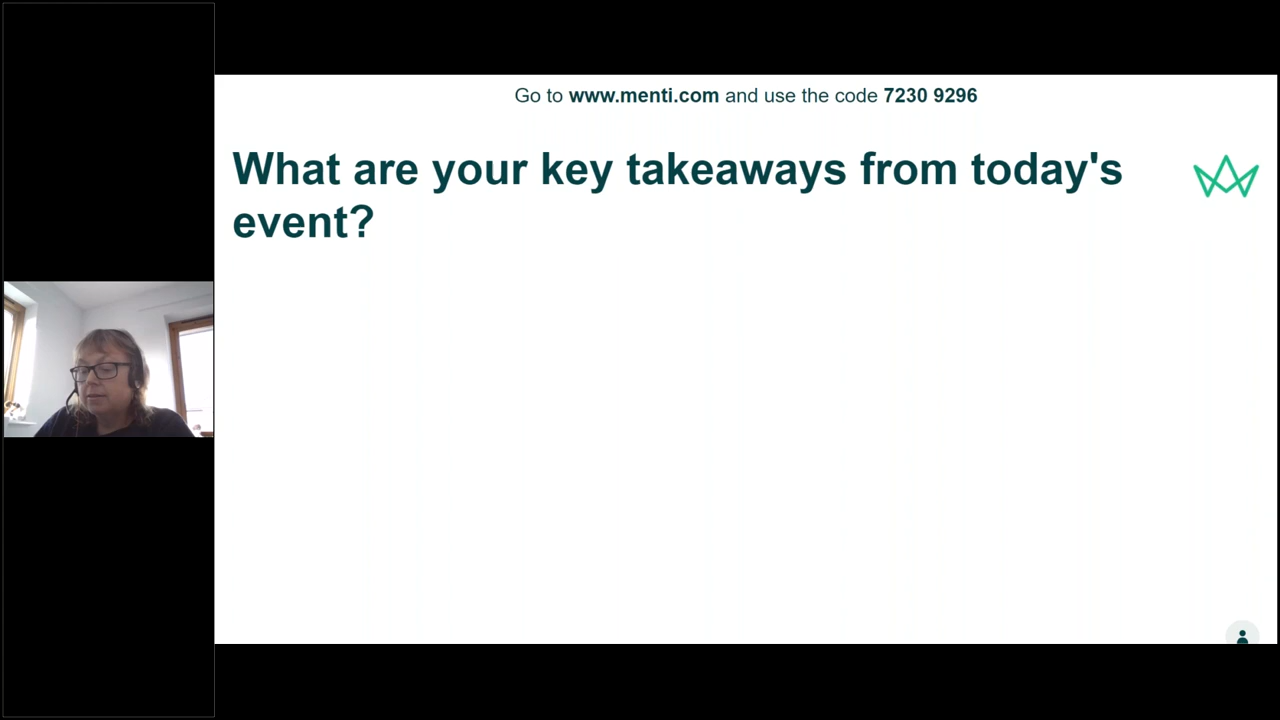 Go to www.menti.com and use the code 7230 9296
What are your key takeaways from today's
event?